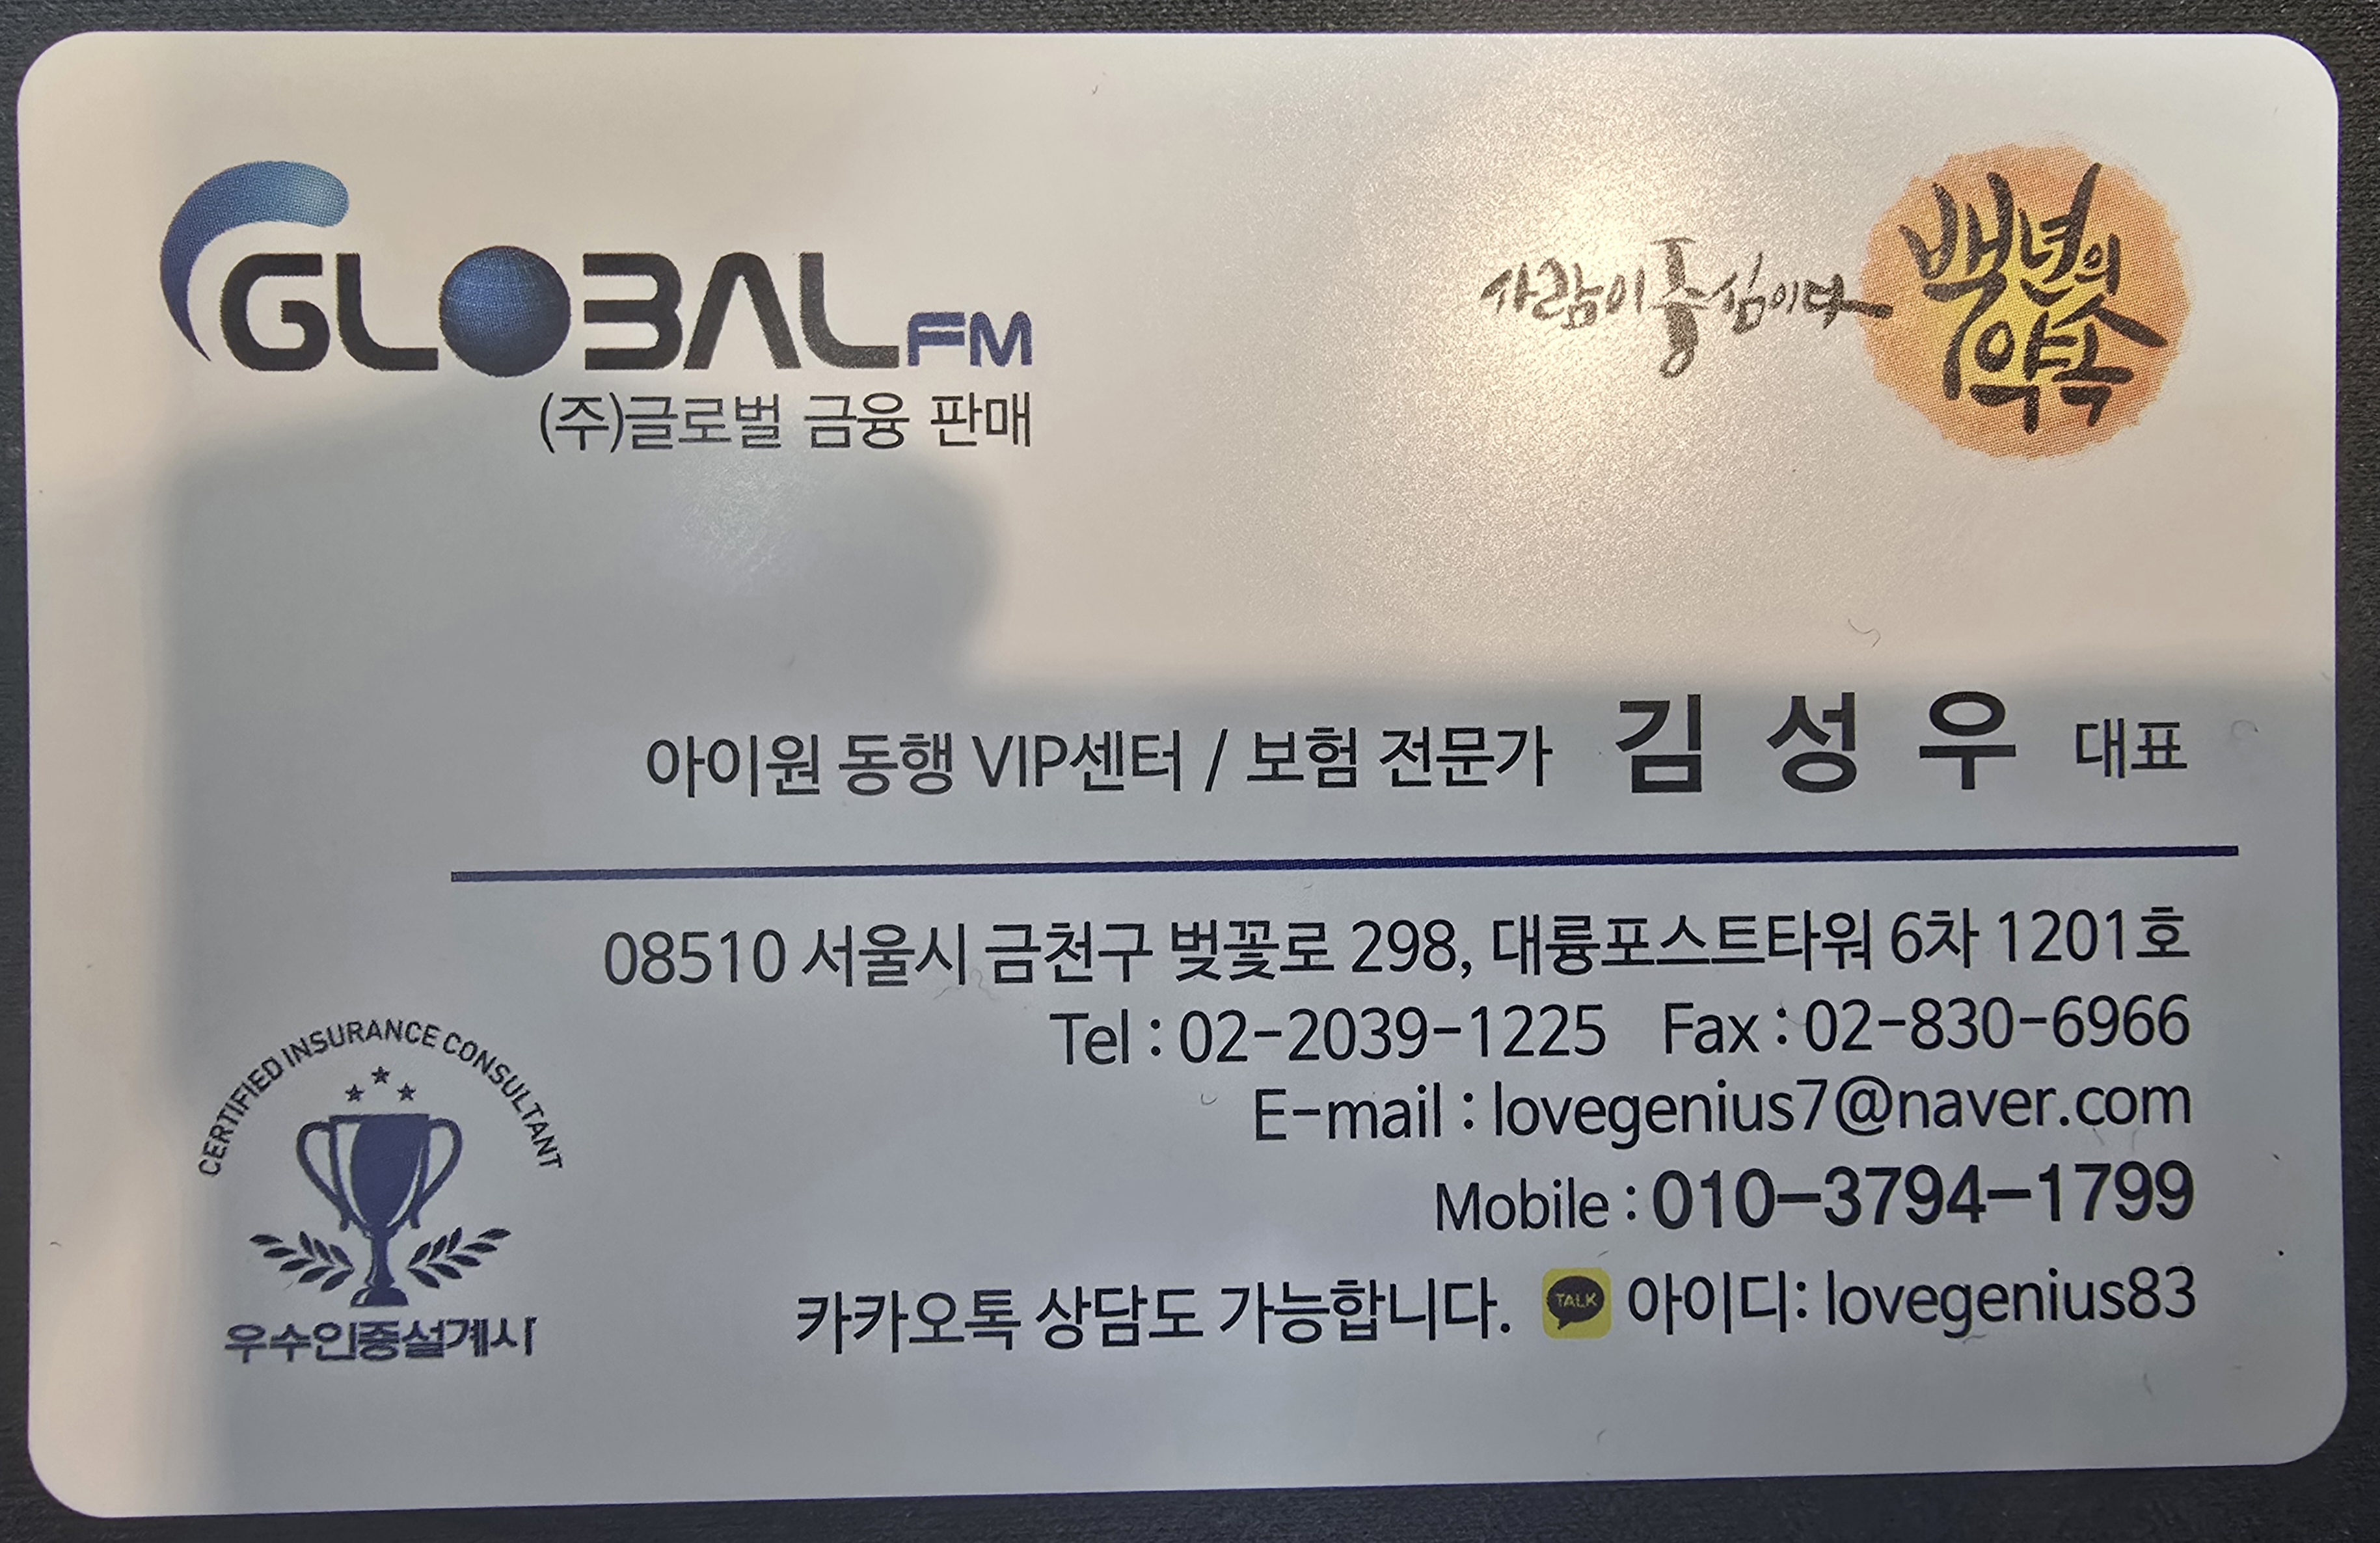 GLOBAL FM
(주)글로벌 금융 판매
사람이 중심이다
백년의
약속
아이원 동행 VIP센터 / 보험 전문가 김 성 우 대표
08510 서울시 금천구 벚꽃로 298, 대륭포스트타워 6차 1201호
Tel : 02-2039-1225 Fax : 02-830-6966
E-mail : lovegenius7@naver.com
Mobile : 010-3794-1799
카카오톡 상담도 가능합니다. TALK 아이디: lovegenius83
CERTIFIED INSURANCE CONSULTANT
우수인증설계사